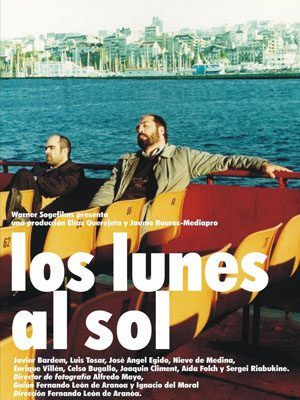 Warner Sogefilms presenta
una producción Elías Querejeta y Jaume Roures-Mediapro
los lunes
al sol
Javier Bardem, Luis Tosar, José Angel Egido, Nieve de Medina,
Enrique Villén, Celso Bugallo, Joaquín Climent, Aida Folch y Sergei Riabukine.
Director de fotografía Alfredo Mayo,
Guión Fernando León de Aranoa y Ignacio del Moral
Dirección Fernando León de Aranóa.